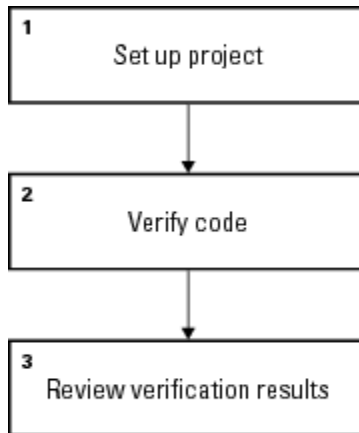 1
Set up project
2
Verify code
3
Review verification results